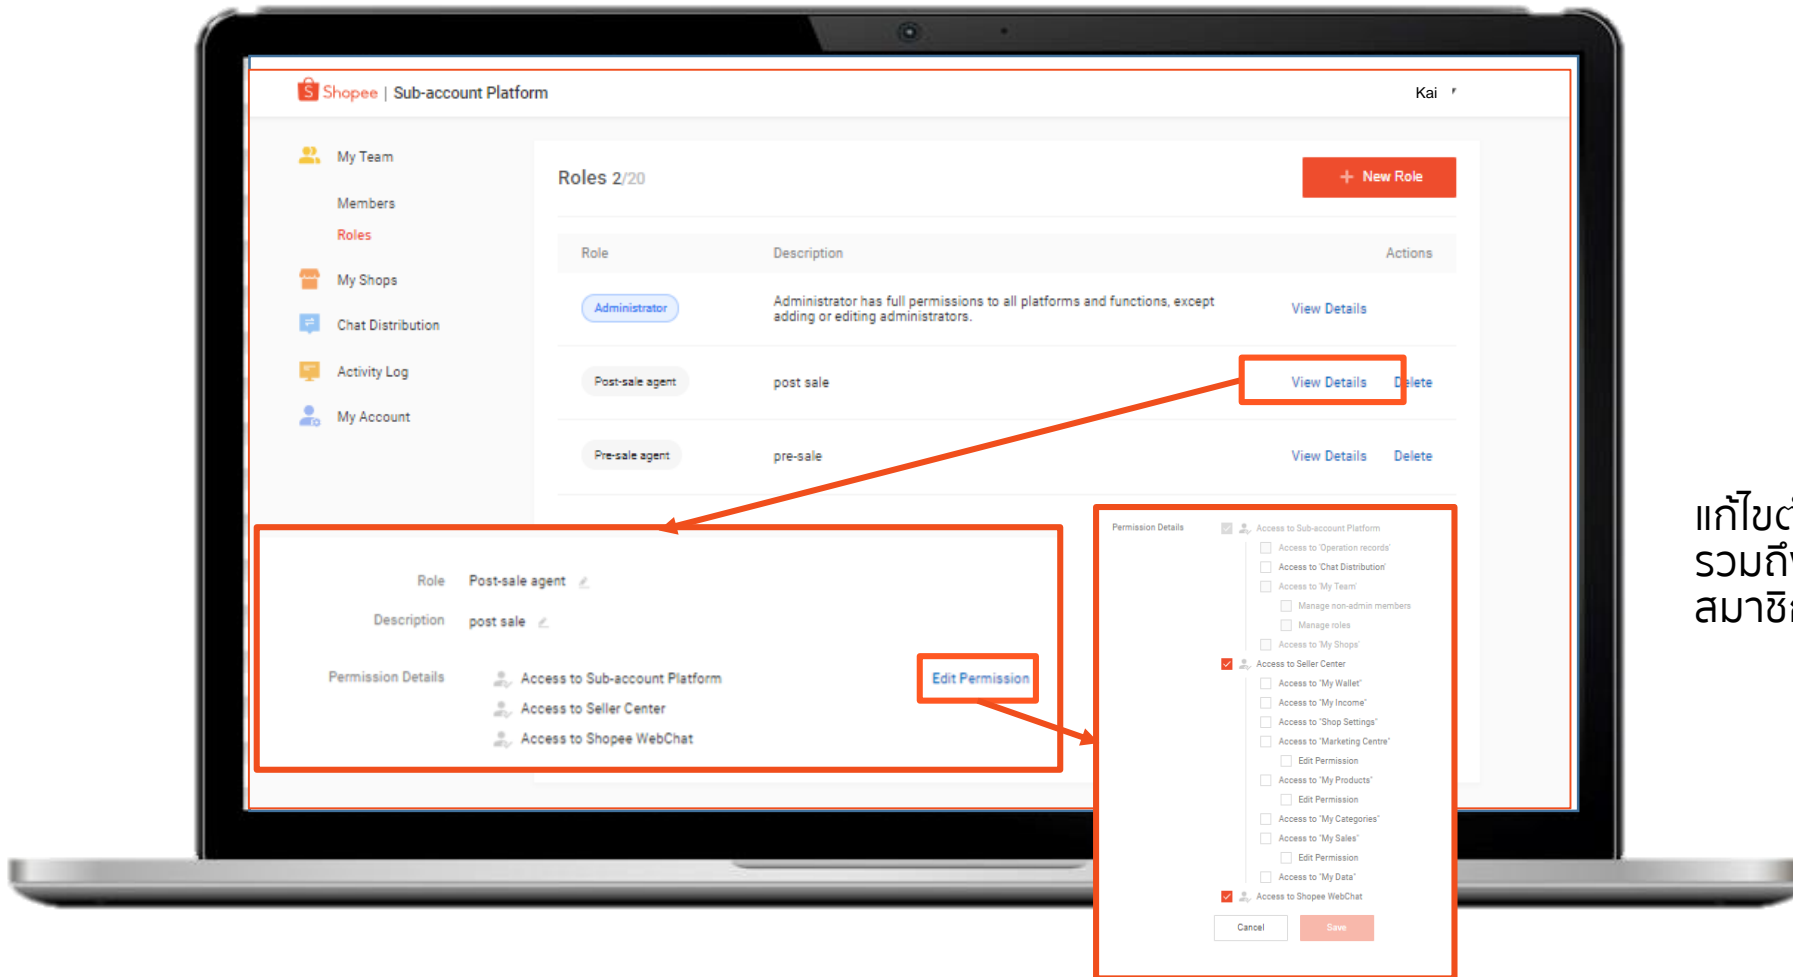 Shopee | Sub-account Platform
Kai
My Team
Members
Roles
My Shops
Chat Distribution
Activity Log
My Account
Roles 2/20
+ New Role
Role Description Actions
Administrator
Administrator has full permissions to all platforms and functions, except
adding or editing administrators.
View Details
Post-sale agent post sale View Details Delete
Pre-sale agent pre-sale View Details Delete
Role Post-sale agent
Description post sale
Permission Details Access to Sub-account Platform Edit Permission
Access to Seller Center
Access to Shopee WebChat
Permission Details Access to Sub-account Platform
Access to 'Operation records'
Access to 'Chat Distribution'
Access to 'My Team'
Manage non-admin members
Manage roles
Access to 'My Shops'
Access to Seller Center
Access to "My Wallet"
Access to "My Income"
Access to "Shop Settings"
Access to "Marketing Centre"
Edit Permission
Access to "My Products"
Edit Permission
Access to "My Categories"
Access to "My Sales"
Edit Permission
Access to "My Data"
Access to Shopee WebChat
Cancel Save
แก้ไข